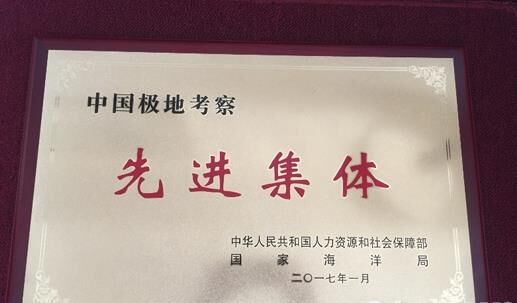 中国极地考察
先进集体
中华人民共和国人力资源和社会保障部
国家海洋局
二〇一七年一月